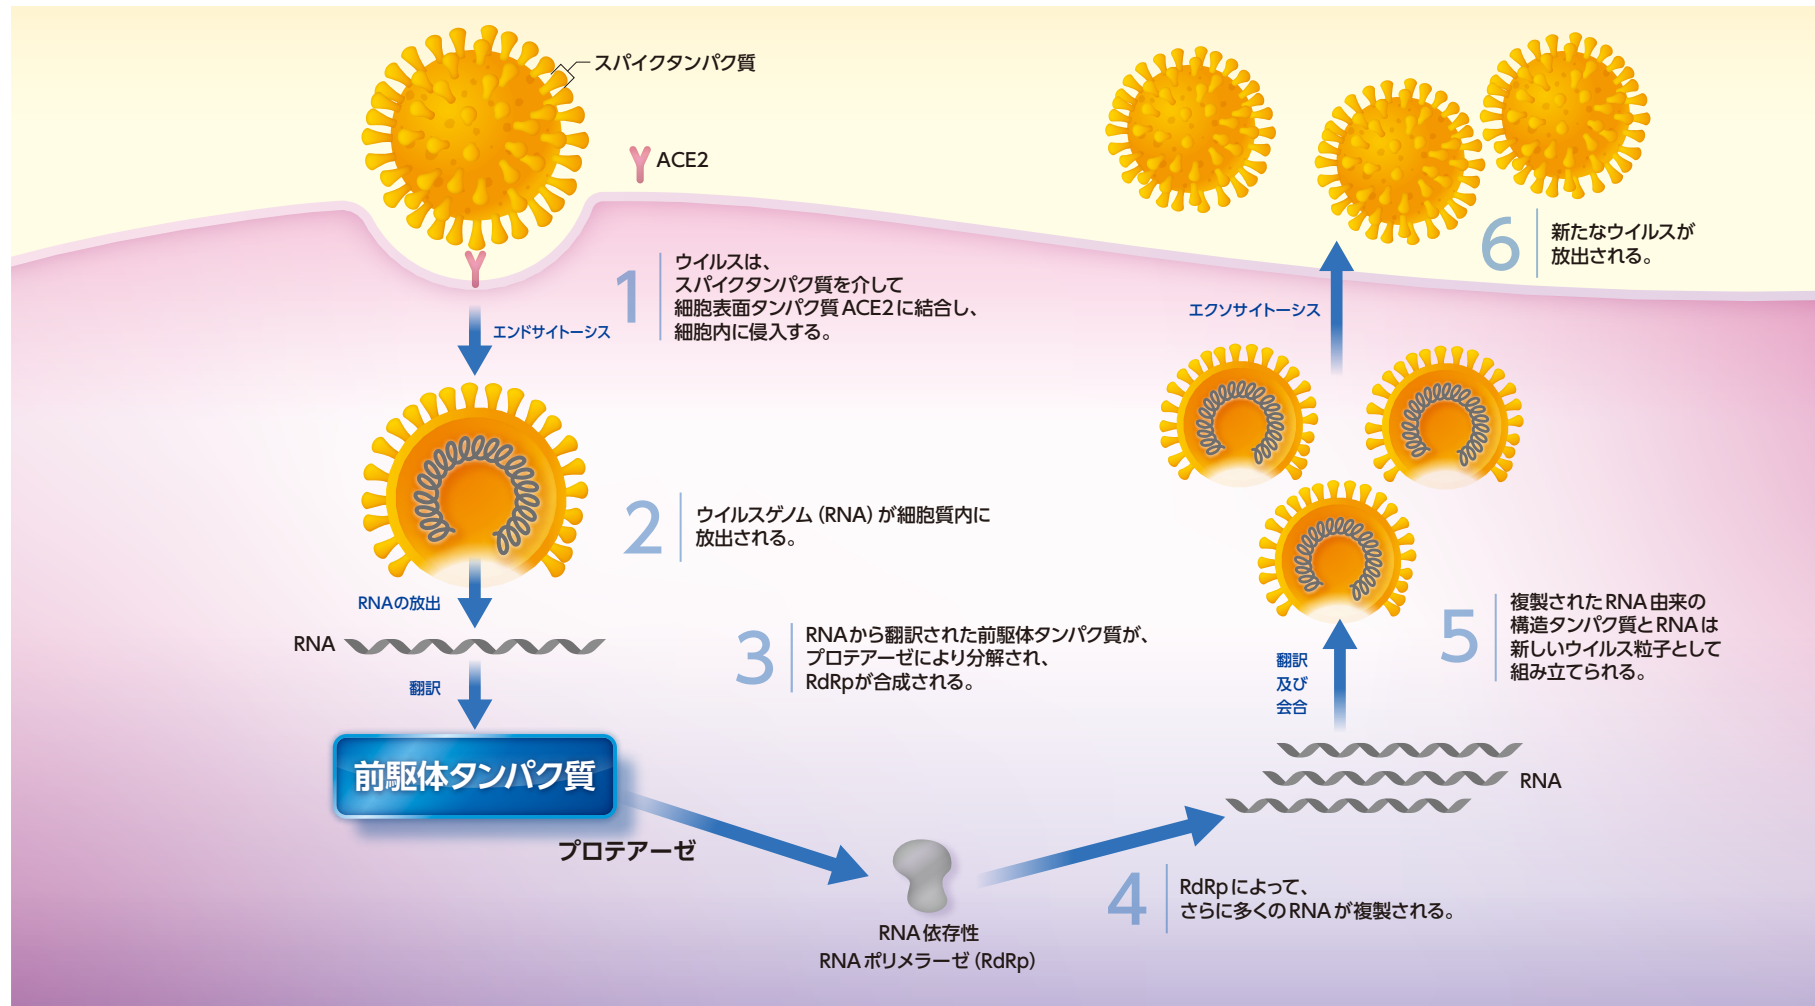 スパイクタンパク質
ACE2
1
ウイルスは、
スパイクタンパク質を介して
細胞表面タンパク質ACE2に結合し、
細胞内に侵入する。
エンドサイトーシス
2
ウイルスゲノム（RNA）が細胞質内に
放出される。
RNAの放出
RNA
3
RNAから翻訳された前駆体タンパク質が、
プロテアーゼにより分解され、
RdRpが合成される。
翻訳
前駆体タンパク質
プロテアーゼ
RNA依存性
RNAポリメラーゼ（RdRp）
4
RdRpによって、
さらに多くのRNAが複製される。
RNA
翻訳
及び
会合
5
複製されたRNA由来の
構造タンパク質とRNAは
新しいウイルス粒子として
組み立てられる。
エクソサイトーシス
6
新たなウイルスが
放出される。